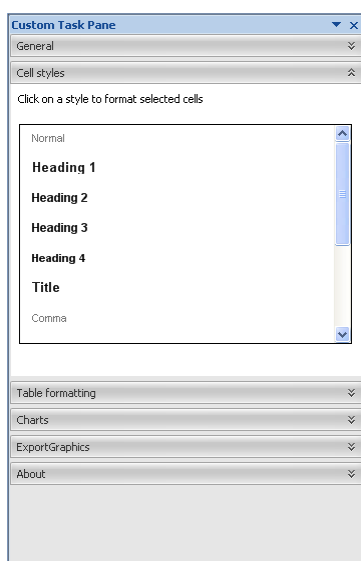 Custom Task Pane
General
Cell styles
Click on a style to format selected cells
Normal
Heading 1
Heading 2
Heading 3
Heading 4
Title
Comma
Table formatting
Charts
ExportGraphics
About